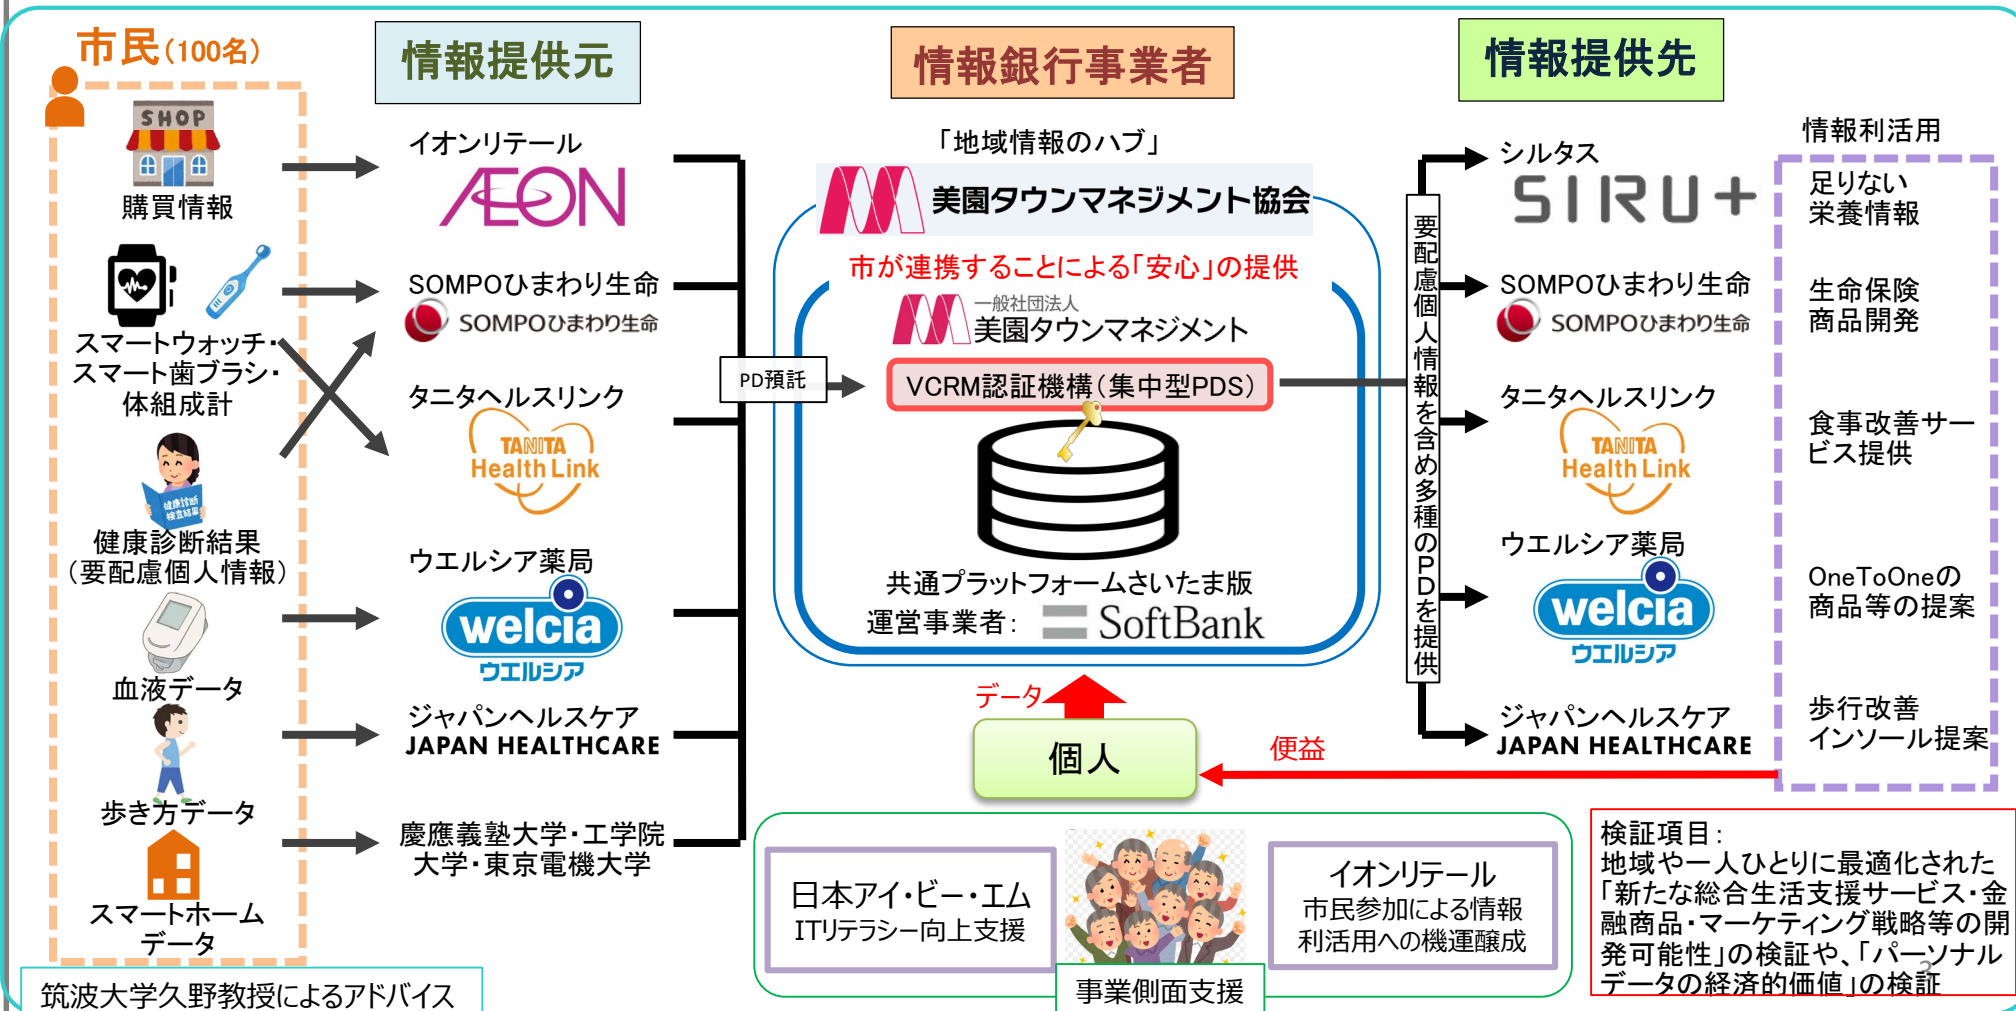 市民(100名)
SHOP
購買情報
スマートウォッチ・
スマート歯ブラシ・
体組成計
健康診断
検査結果
健康診断結果
(要配慮個人情報)
血液データ
歩き方データ
スマートホーム
データ
筑波大学久野教授によるアドバイス
情報提供元
イオンリテール
ÆON
SOMPOひまわり生命
SOMPOひまわり生命
タニタヘルスリンク
TANITA
Health Link
ウエルシア薬局
welcia
ウエルシア
ジャパンヘルスケア
JAPAN HEALTHCARE
慶應義塾大学・工学院
大学・東京電機大学
PD預託
情報銀行事業者
「地域情報のハブ」
美園タウンマネジメント協会
市が連携することによる「安心」の提供
一般社団法人
美園タウンマネジメント
VCRM認証機構(集中型PDS)
共通プラットフォームさいたま版
運営事業者:
SoftBank
データ
個人
便益
日本アイ・ビー・エム
ITリテラシー向上支援
イオンリテール
市民参加による情報
利活用への機運醸成
事業側面支援
要配慮個人情報を含め多種のPDを提供
情報提供先
シルタス
SIRU+
SOMPOひまわり生命
SOMPOひまわり生命
タニタヘルスリンク
TANITA
Health Link
ウエルシア薬局
welcia
ウエルシア
ジャパンヘルスケア
JAPAN HEALTHCARE
情報利活用
足りない
栄養情報
生命保険
商品開発
食事改善サー
ビス提供
OneToOneの
商品等の提案
歩行改善
インソール提案
検証項目:
地域や一人ひとりに最適化された
「新たな総合生活支援サービス・金
融商品・マーケティング戦略等の開
発可能性」の検証や、「パーソナル
データの経済的価値」の検証
3